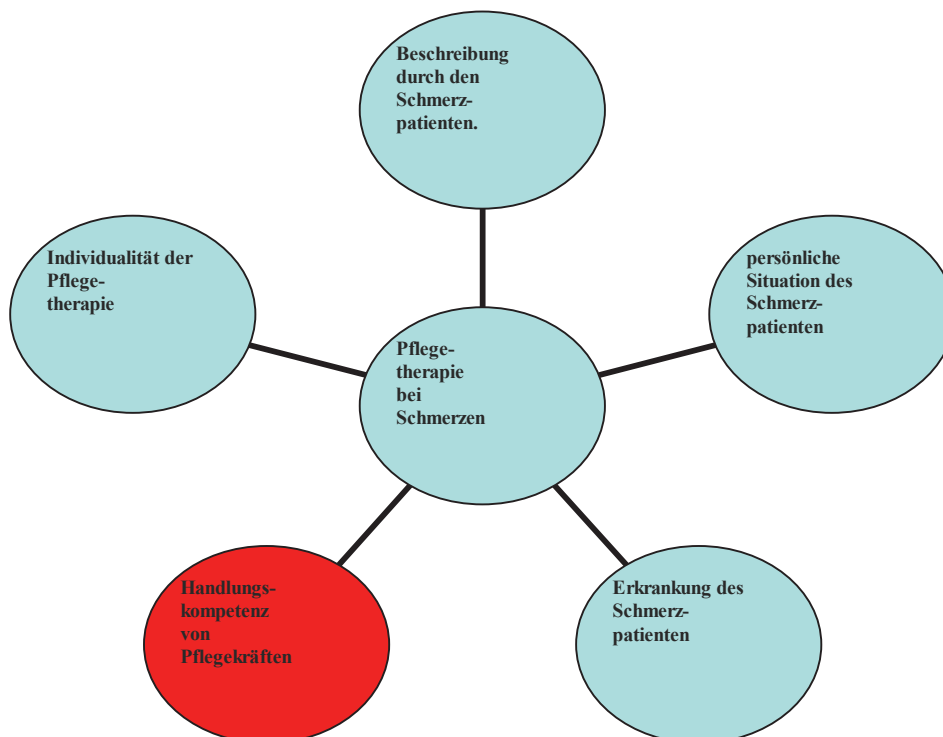 Beschreibung
durch den
Schmerz-
patienten.
Individualität der
Pflege-
therapie
persönliche
Situation des
Schmerz-
patienten
Pflege-
therapie
bei
Schmerzen
Handlungs-
kompetenz
von
Pflegekräften
Erkrankung des
Schmerz-
patienten